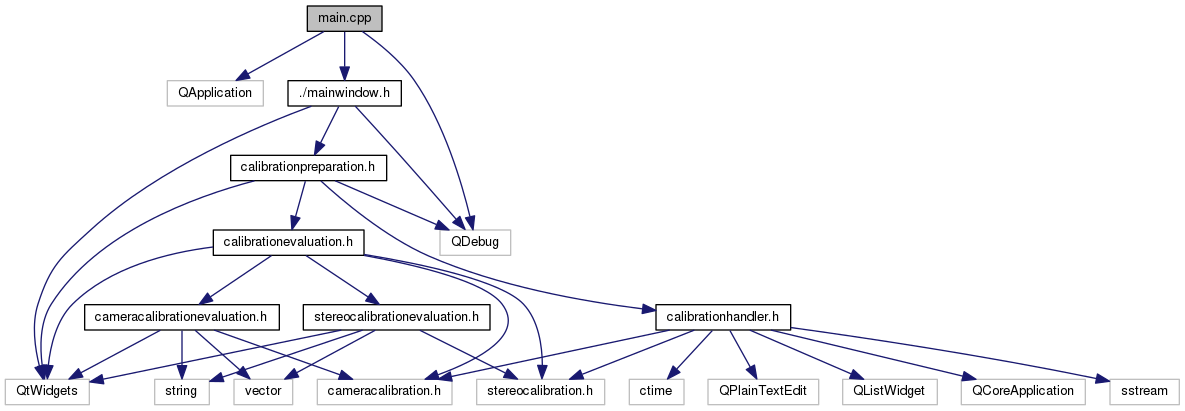 main.cpp
QApplication
./mainwindow.h
calibrationpreparation.h
calibrationevaluation.h
QDebug
cameracalibrationevaluation.h
stereocalibrationevaluation.h
calibrationhandler.h
QtWidgets
string
vector
cameracalibration.h
stereocalibration.h
ctime
QPlainTextEdit
QListWidget
QCoreApplication
sstream